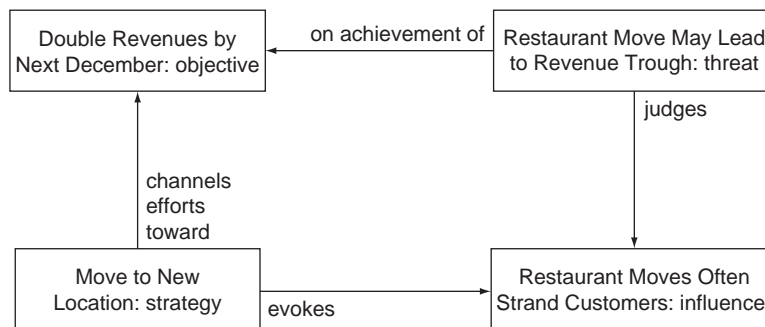 Double Revenues by
Next December: objective
on achievement of
Restaurant Move May Lead
to Revenue Trough: threat
judges
channels
efforts
toward
Move to New
Location: strategy
evokes
Restaurant Moves Often
Strand Customers: influence